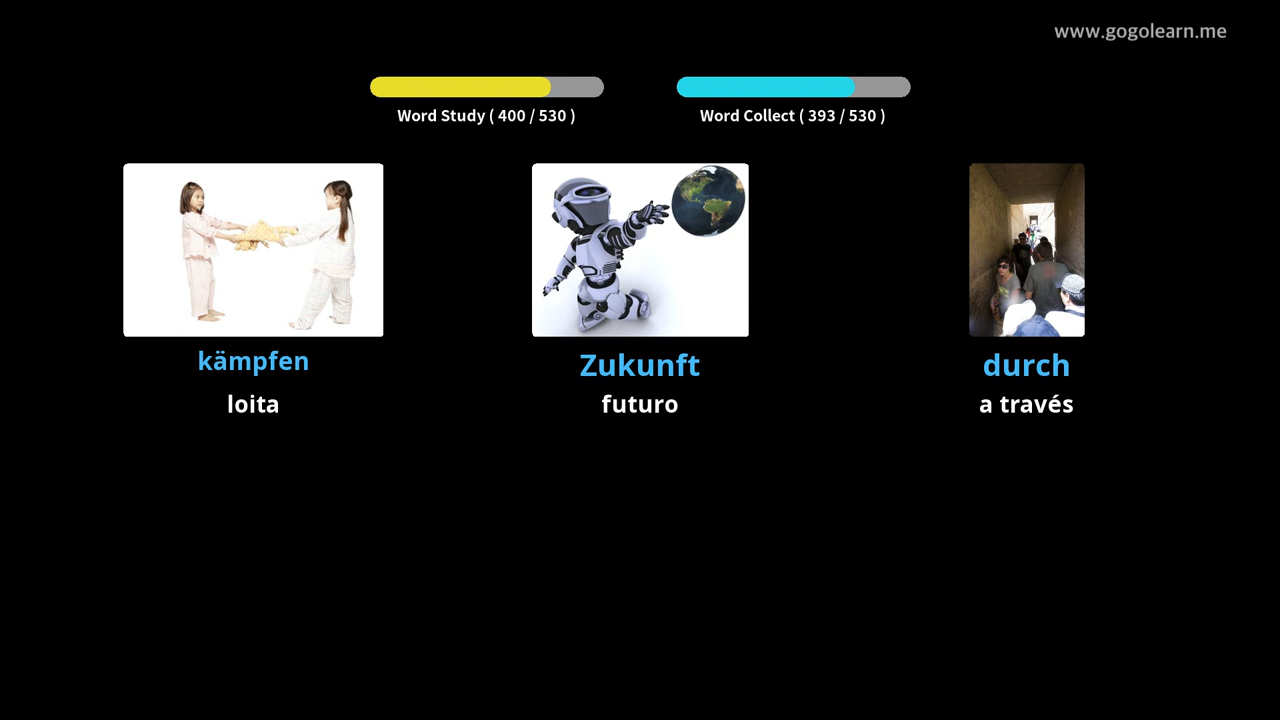 www.gogolearn.me
Word Study ( 400 / 530 )
Word Collect ( 393 / 530 )
kämpfen
loita
Zukunft
futuro
durch
a través